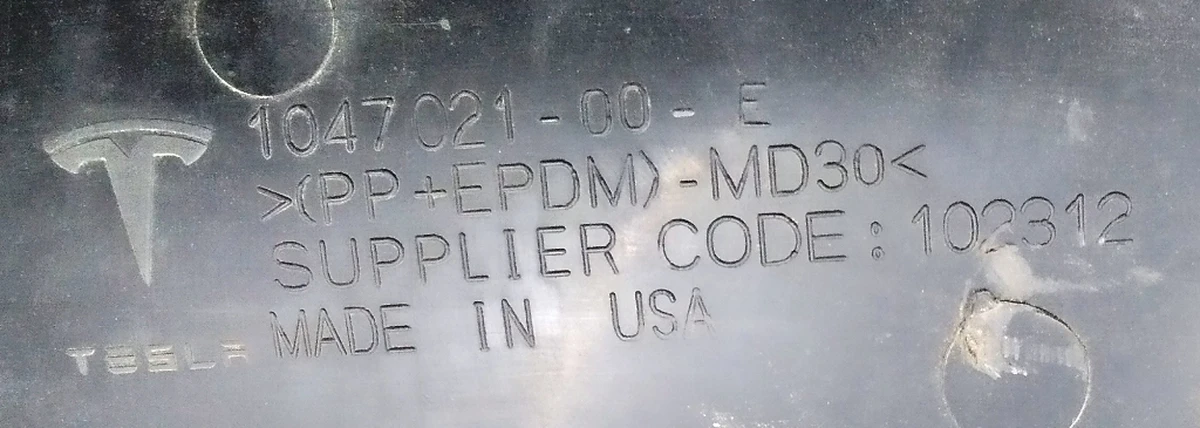 1047021-00-E
>(PP+EPDM)-MD30<
SUPPLIER CODE: 102312
MADE IN USA
TESLA